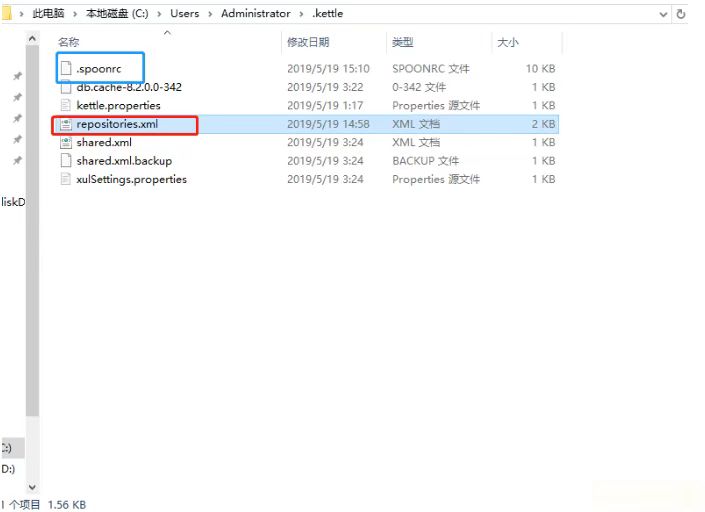 › 此电脑 › 本地磁盘 (C:) › Users › Administrator › .kettle
名称 修改日期 类型 大小
.spoonrc 2019/5/19 15:10 SPOONRC 文件 10 KB
db.cache-8.2.0.0-342 2019/5/19 3:22 0-342 文件 1 KB
kettle.properties 2019/5/19 1:17 Properties 源文件 1 KB
repositories.xml 2019/5/19 14:58 XML 文档 2 KB
shared.xml 2019/5/19 3:24 XML 文档 1 KB
shared.xml.backup 2019/5/19 3:24 BACKUP 文件 1 KB
xulSettings.properties 2019/5/19 3:24 Properties 源文件 1 KB
liskD
C:)
D:)
1 个项目 1.56 KB